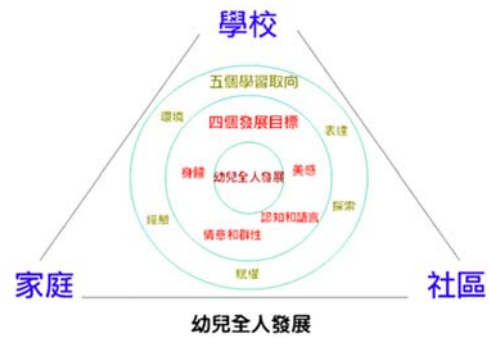 學校
五個學習取向
環境
四個發展目標
表達
身體
幼兒全人發展
美感
探索
經驗
認知和語言
情意和群性
賦權
家庭
社區
幼兒全人發展